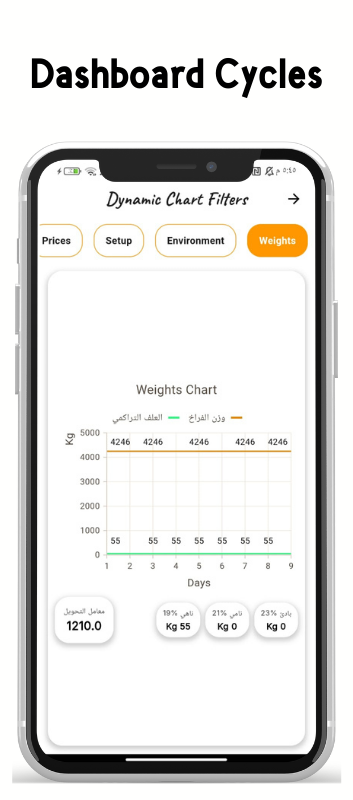 Dashboard Cycles
٥:٤٥ م
Dynamic Chart Filters →
Prices Setup Environment Weights
Weights Chart
وزن الفراخ العلف التراكمي
Kg
5000
4246 4246 4246 4246 4246
4000
3000
2000
1000
55 55 55 55 55 55 55
0
1 2 3 4 5 6 7 8 9
Days
معامل التحويل
1210.0
ناهي 19%
Kg 55
نامي 21%
Kg 0
بادئ 23%
Kg 0